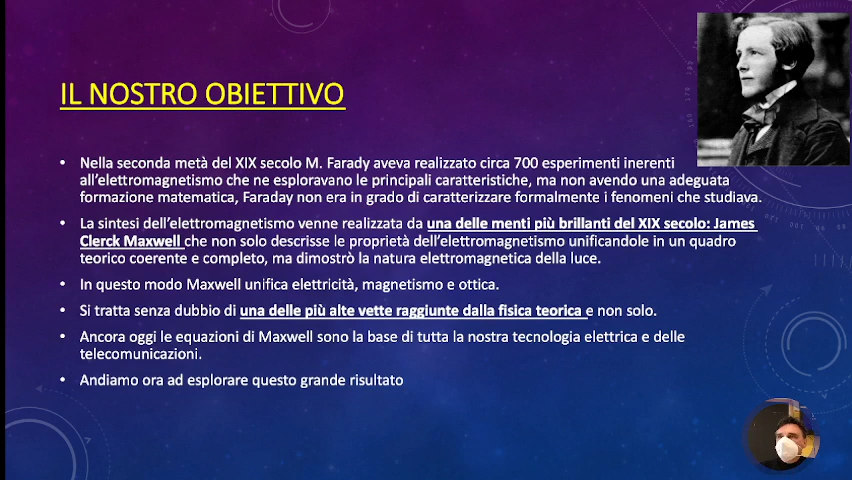 IL NOSTRO OBIETTIVO
• Nella seconda metà del XIX secolo M. Farady aveva realizzato circa 700 esperimenti inerenti
all'elettromagnetismo che ne esploravano le principali caratteristiche, ma non avendo una adeguata
formazione matematica, Faraday non era in grado di caratterizzare formalmente i fenomeni che studiava.
• La sintesi dell'elettromagnetismo venne realizzata da una delle menti più brillanti del XIX secolo: James
Clerck Maxwell che non solo descrisse le proprietà dell'elettromagnetismo unificandole in un quadro
teorico coerente e completo, ma dimostrò la natura elettromagnetica della luce.
• In questo modo Maxwell unifica elettricità, magnetismo e ottica.
• Si tratta senza dubbio di una delle più alte vette raggiunte dalla fisica teorica e non solo.
• Ancora oggi le equazioni di Maxwell sono la base di tutta la nostra tecnologia elettrica e delle
telecomunicazioni.
• Andiamo ora ad esplorare questo grande risultato